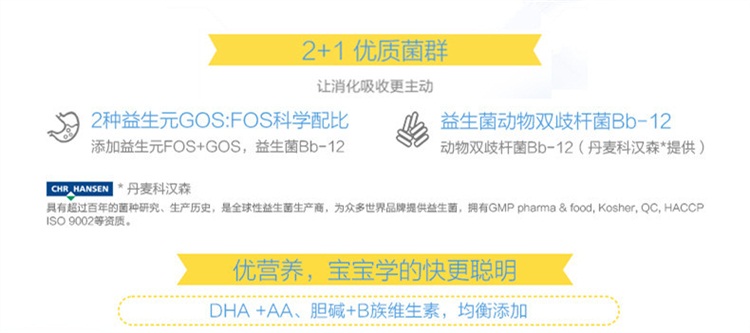 2+1 优质菌群
让消化吸收更主动
2种益生元GOS:FOS科学配比
添加益生元FOS+GOS，益生菌Bb-12
益生菌动物双歧杆菌Bb-12
动物双歧杆菌Bb-12（丹麦科汉森*提供）
CHR HANSEN * 丹麦科汉森
具有超过百年的菌种研究、生产历史，是全球性益生菌生产商，为众多世界品牌提供益生菌，拥有GMP pharma & food, Kosher, QC, HACCP
ISO 9002等资质。
优营养，宝宝学的快更聪明
DHA +AA、胆碱+B族维生素，均衡添加